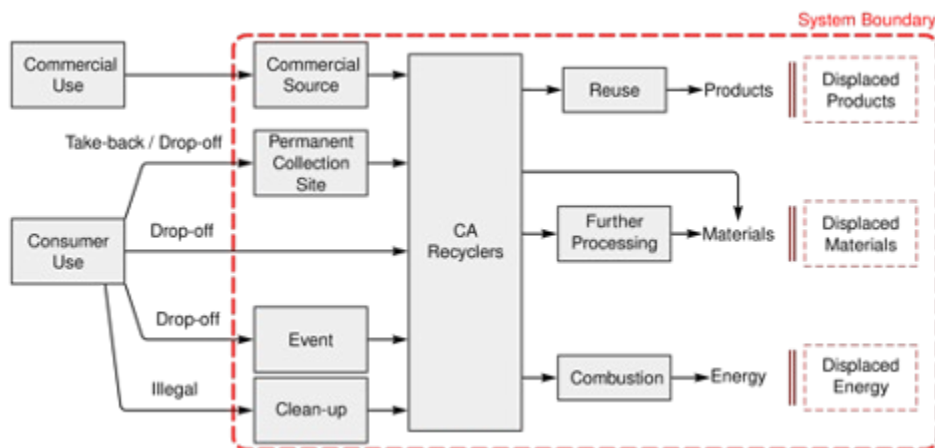 System Boundary
Commercial
Use
Commercial
Source
Reuse
Products
Displaced
Products
Take-back / Drop-off
Permanent
Collection
Site
Consumer
Use
Drop-off
CA
Recyclers
Further
Processing
Materials
Displaced
Materials
Drop-off
Event
Illegal
Clean-up
Combustion
Energy
Displaced
Energy